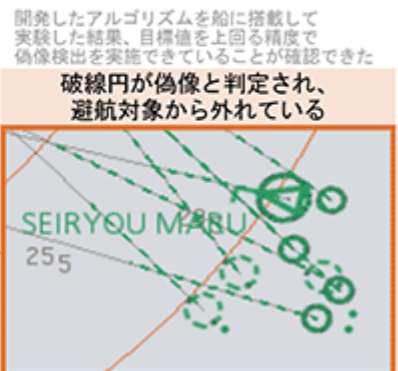 開発したアルゴリズムを船に搭載して
実験した結果、目標値を上回る精度で
偽像検出を実施できていることが確認できた
破線円が偽像と判定され、
避航対象から外れている
SEIRYOU MARU
25₅